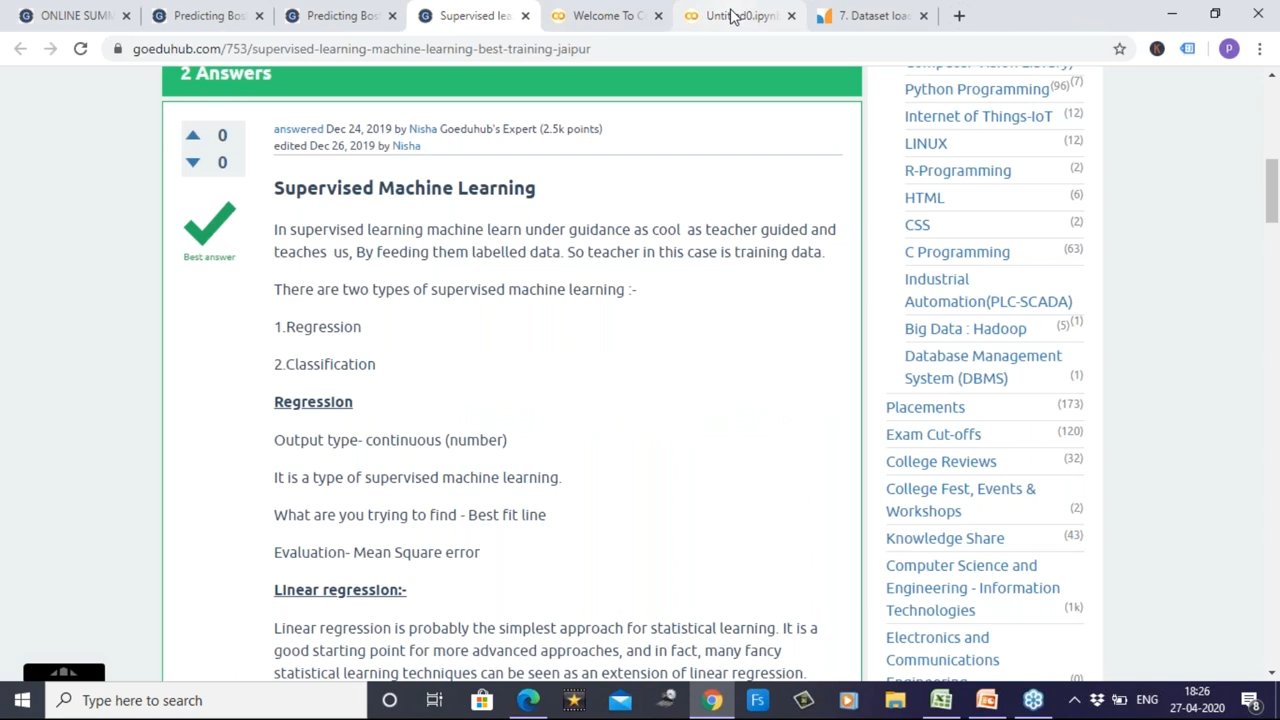 ONLINE SUMM
Predicting Bos
Predicting Bos
Supervised lea
Welcome To C
7. Dataset loa
goeduhub.com/753/supervised-learning-machine-learning-best-training-jaipur
P
2 Answers
0
0
Best answer
answered Dec 24, 2019 by Nisha Goeduhub's Expert (2.5k points)
edited Dec 26, 2019 by Nisha
Supervised Machine Learning
In supervised learning machine learn under guidance as cool as teacher guided and
teaches us, By feeding them labelled data. So teacher in this case is training data.
There are two types of supervised machine learning :-
1.Regression
2.Classification
Regression
Output type- continuous (number)
It is a type of supervised machine learning.
What are you trying to find - Best fit line
Evaluation- Mean Square error
Linear regression:-
Linear regression is probably the simplest approach for statistical learning. It is a
good starting point for more advanced approaches, and in fact, many fancy
statistical learning techniques can be seen as an extension of linear regression.
(7)
Python Programming (96)
Internet of Things-IoT (12)
LINUX (12)
R-Programming (2)
HTML (6)
CSS (2)
C Programming (63)
Industrial
Automation(PLC-SCADA) (1)
Big Data : Hadoop (5)
Database Management
System (DBMS) (1)
Placements (173)
Exam Cut-offs (120)
College Reviews (32)
College Fest, Events &
Workshops (2)
Knowledge Share (43)
Computer Science and
Engineering - Information
Technologies (1k)
Electronics and
Communications
Type here to search
Fs
ENG
18:26
27-04-2020
8